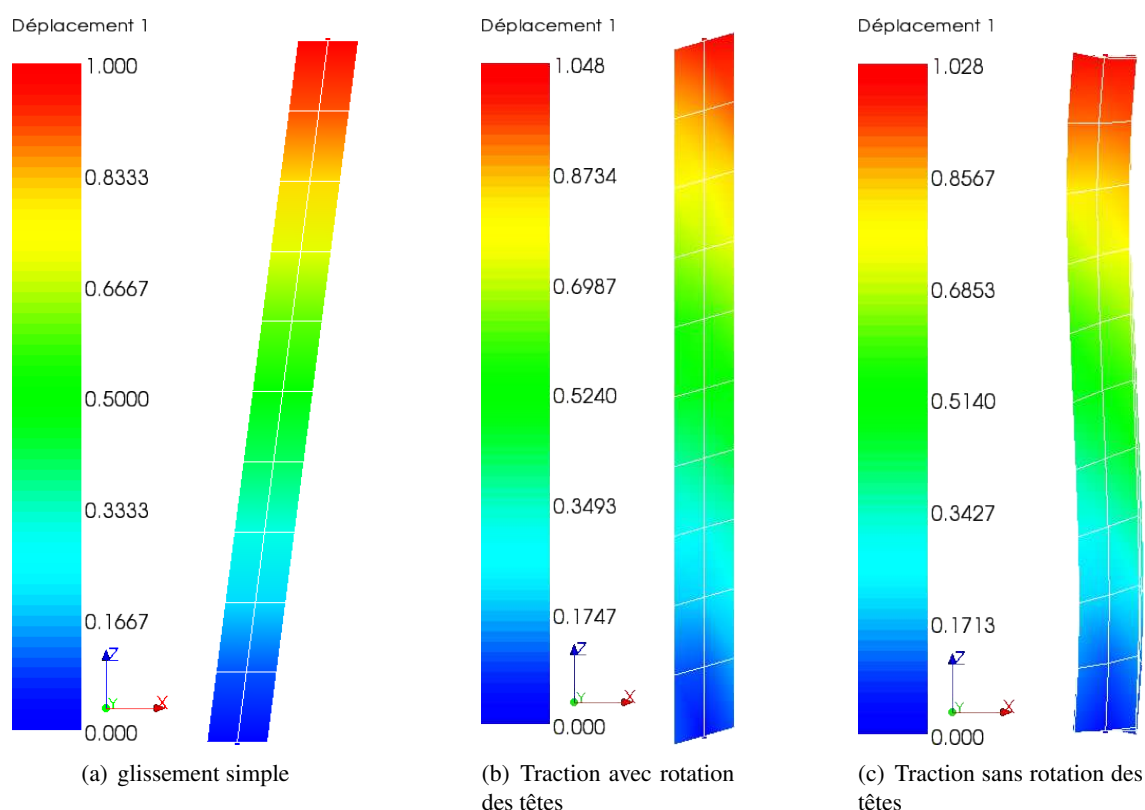 Déplacement 1
1.000
0.8333
0.6667
0.5000
0.3333
0.1667
0.000
Z
Y
X
(a) glissement simple
Déplacement 1
1.048
0.8734
0.6987
0.5240
0.3493
0.1747
0.000
Z
Y
X
(b) Traction avec rotation
des têtes
Déplacement 1
1.028
0.8567
0.6853
0.5140
0.3427
0.1713
0.000
Z
Y
X
(c) Traction sans rotation des
têtes